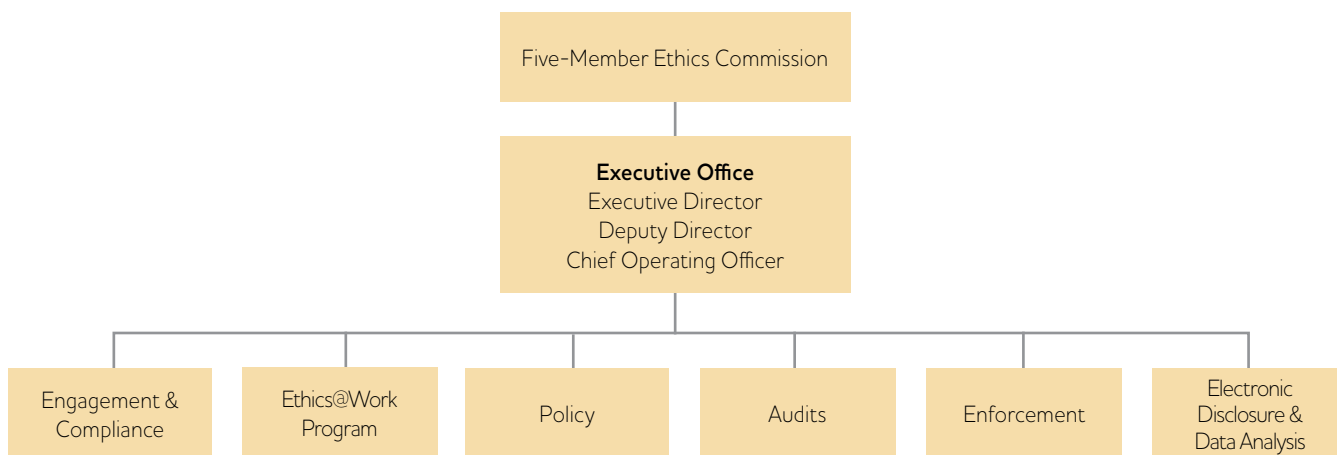 Five-Member Ethics Commission
Executive Office
Executive Director
Deputy Director
Chief Operating Officer
Engagement &
Compliance
Ethics@Work
Program
Policy
Audits
Enforcement
Electronic
Disclosure &
Data Analysis